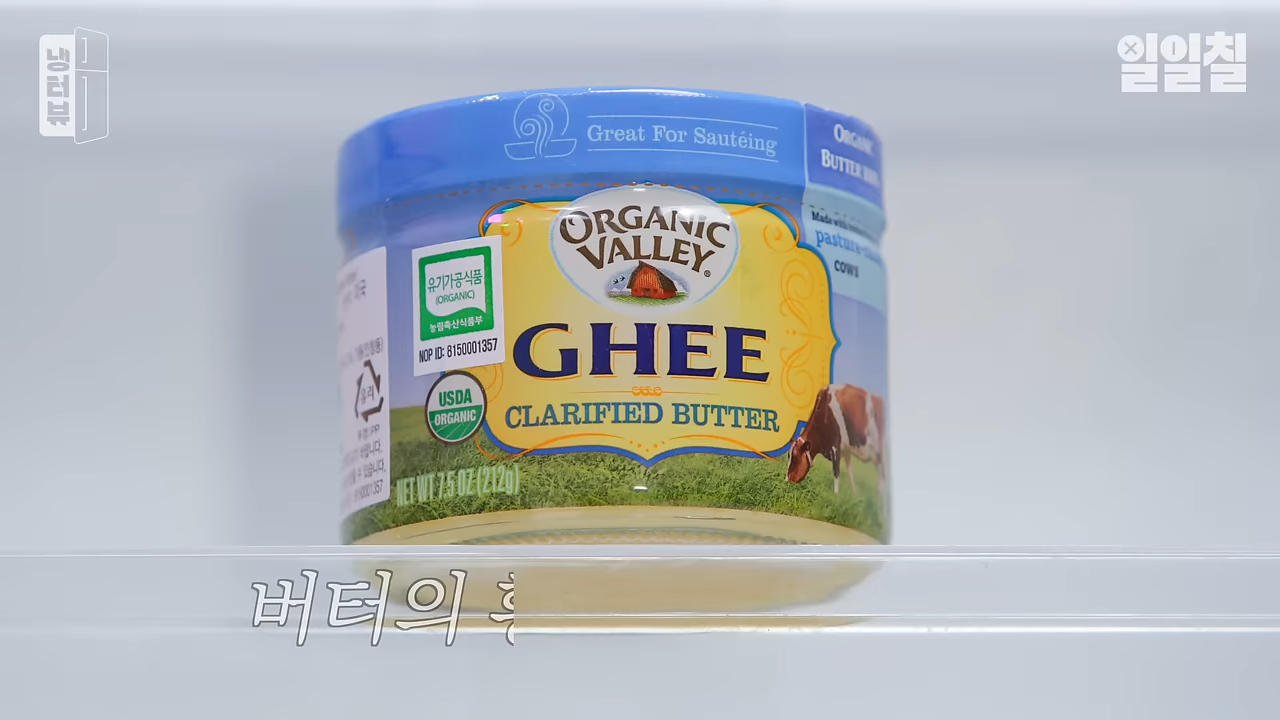 냉터뷰
일일칠
Great For Sautéing
ORGANIC
BUTTER
Made with
COWS
ORGANIC
VALLEY®
GHEE
CLARIFIED BUTTER
유기가공식품
(ORGANIC)
농림축산식품부
NOP ID: 8150001357
USDA
ORGANIC
NET WT 7.5 OZ (212g)
유리
버터의